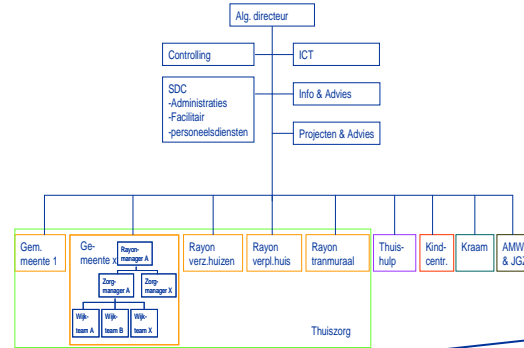 Alg. directeur
Controlling
ICT
SDC
-Administraties
-Facilitair
-personeelsdiensten
Info & Advies
Projecten & Advies
Gem.
meente 1
Ge-
meente x
Rayon-
manager A
Zorg-
manager A
Zorg-
manager X
Wijk-
team A
Wijk-
team B
Wijk-
team X
Rayon
verz.huizen
Rayon
verpl.huis
Rayon
tranmuraal
Thuis-
hulp
Kind-
centr.
Kraam
AMW
& JGZ
Thuiszorg